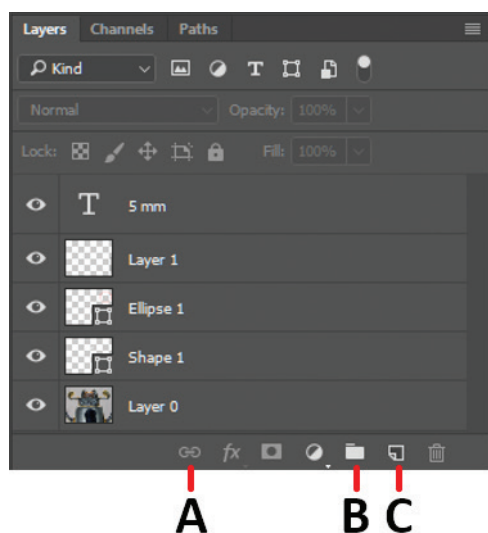 Layers Channels Paths
Kind T
Normal Opacity: 100%
Lock: Fill: 100%
T 5 mm
Layer 1
Ellipse 1
Shape 1
Layer 0
fx
A B C